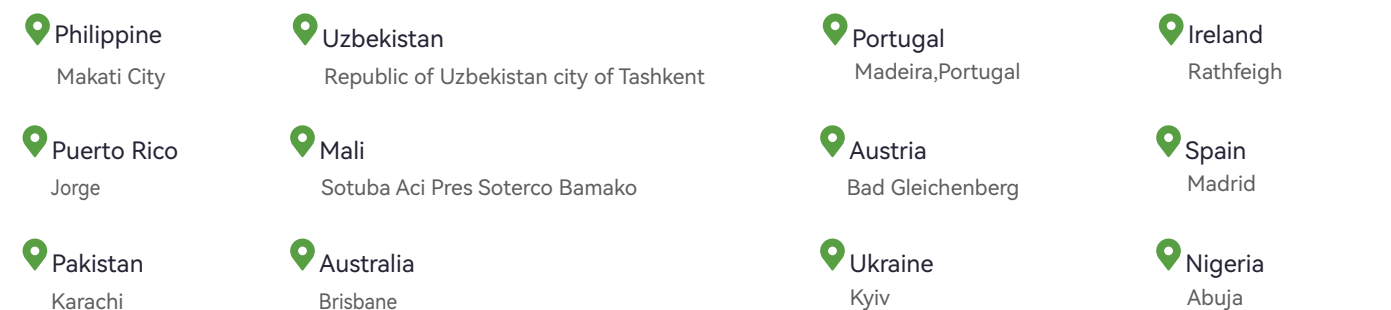 Philippine
Makati City
Uzbekistan
Republic of Uzbekistan city of Tashkent
Portugal
Madeira,Portugal
Ireland
Rathfeigh
Puerto Rico
Jorge
Mali
Sotuba Aci Pres Soterco Bamako
Austria
Bad Gleichenberg
Spain
Madrid
Pakistan
Karachi
Australia
Brisbane
Ukraine
Kyiv
Nigeria
Abuja